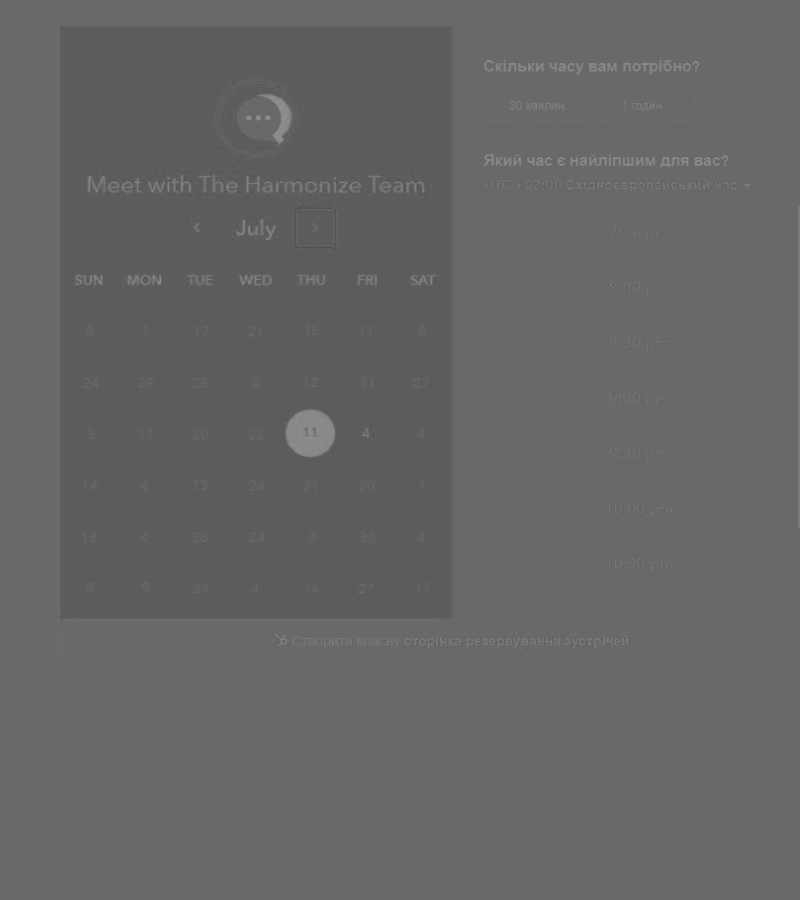 Meet with The Harmonize Team
July
SUN MON TUE WED THU FRI SAT
8 1 17 21 15 11 6
24 29 28 2 12 31 27
3 17 20 22 11 4 4
14 4 13 24 21 20 1
18 4 28 24 3 30 4
8 9 29 4 16 27 17
Скільки часу вам потрібно?
30 хвилин 1 годин
Який час є найліпшим для вас?
UTC +03:00 Східноєвропейський час
7:30 pm
8:00 pm
8:30 pm
9:00 pm
9:30 pm
10:00 pm
10:30 pm
Створити власну сторінка резервування зустрічей